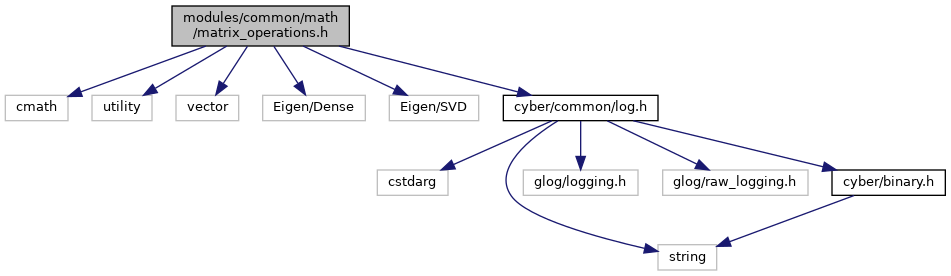 modules/common/math
/matrix_operations.h
cmath
utility
vector
Eigen/Dense
Eigen/SVD
cyber/common/log.h
cstdarg
glog/logging.h
glog/raw_logging.h
cyber/binary.h
string